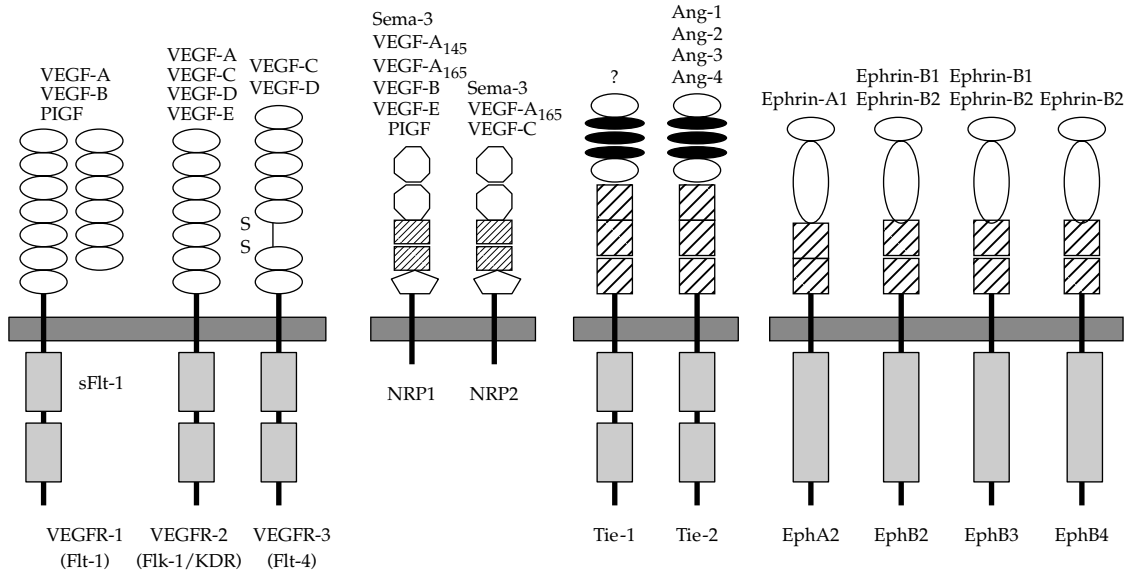 VEGF-A
VEGF-B
PIGF
VEGF-A
VEGF-C
VEGF-D
VEGF-E
VEGF-C
VEGF-D
S
S
sFlt-1
VEGFR-1
(Flt-1)
VEGFR-2
(Flk-1/KDR)
VEGFR-3
(Flt-4)
Sema-3
VEGF-A145
VEGF-A165
VEGF-B
VEGF-E
PIGF
Sema-3
VEGF-A165
VEGF-C
NRP1
NRP2
?
Ang-1
Ang-2
Ang-3
Ang-4
Tie-1
Tie-2
Ephrin-A1
Ephrin-B1
Ephrin-B2
Ephrin-B1
Ephrin-B2
Ephrin-B2
EphA2
EphB2
EphB3
EphB4